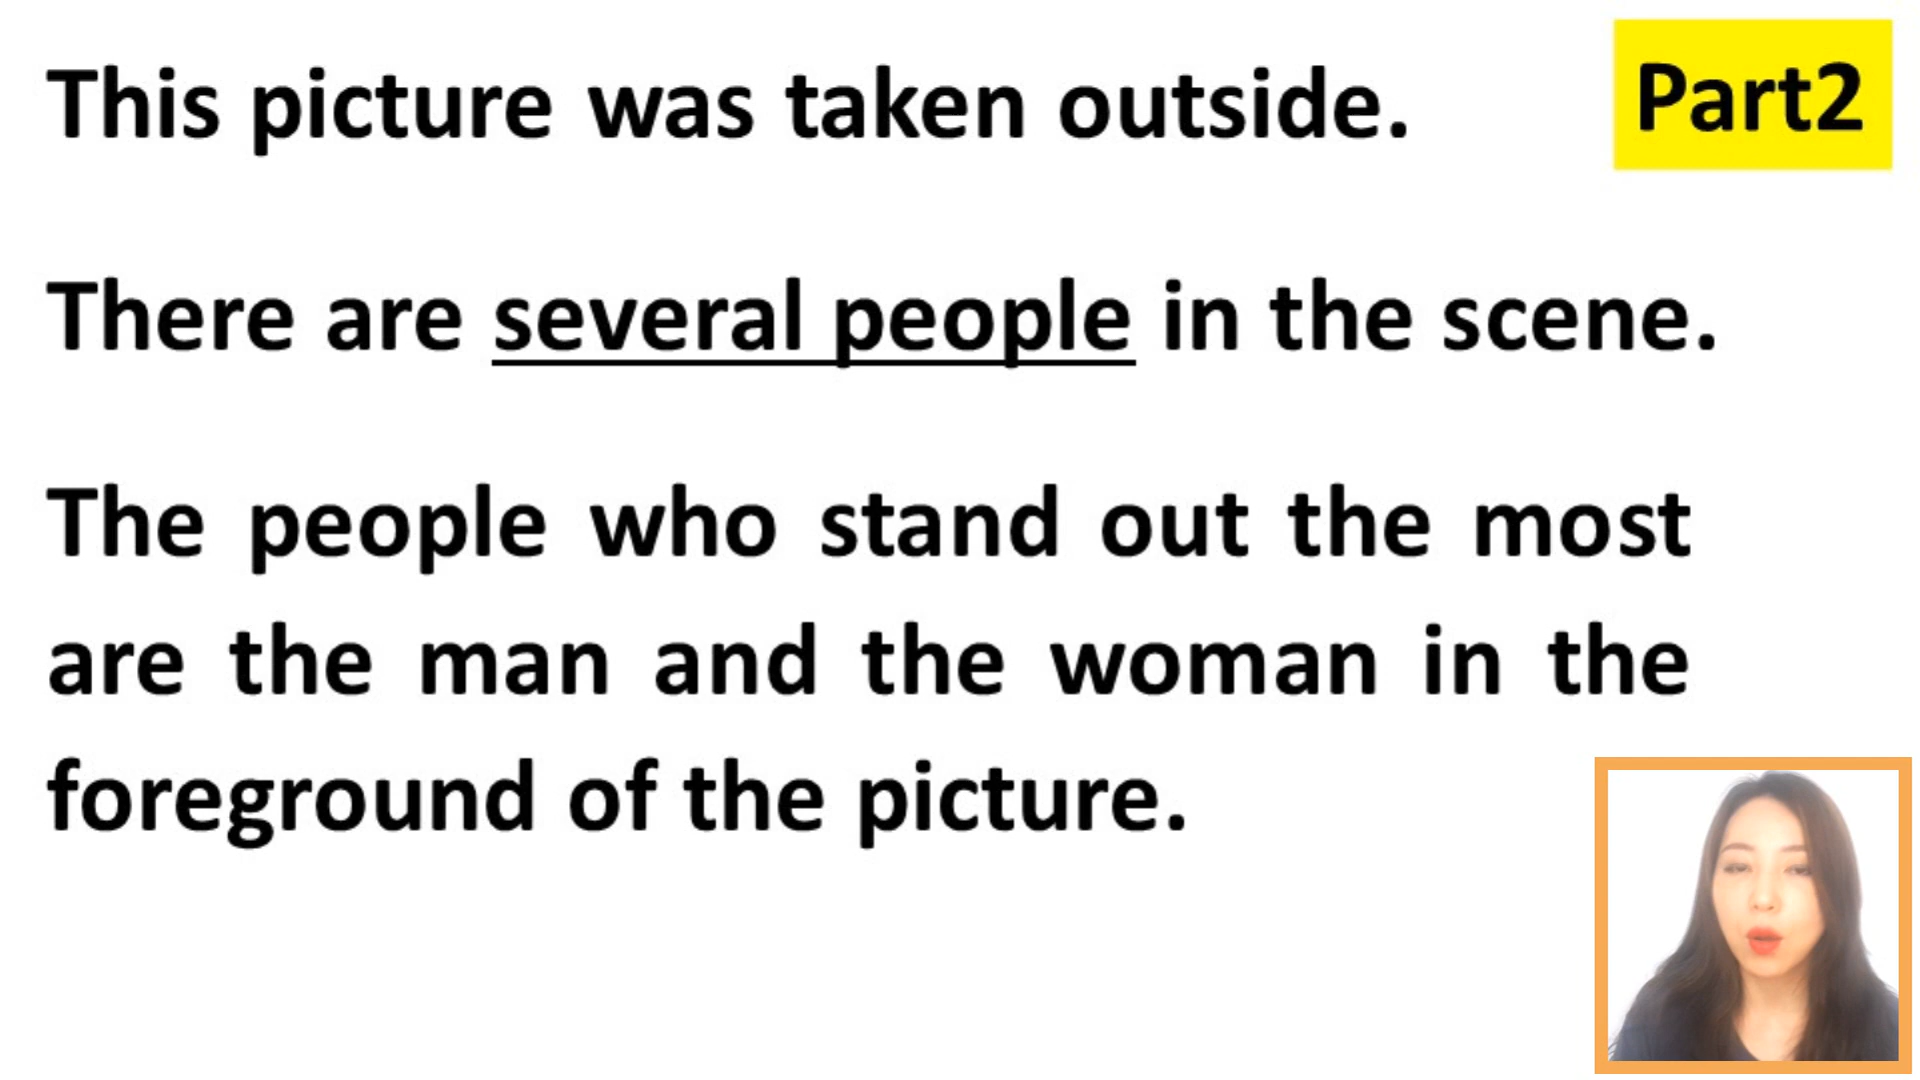 This picture was taken outside.
Part2
There are several people in the scene.
The people who stand out the most
are the man and the woman in the
foreground of the picture.